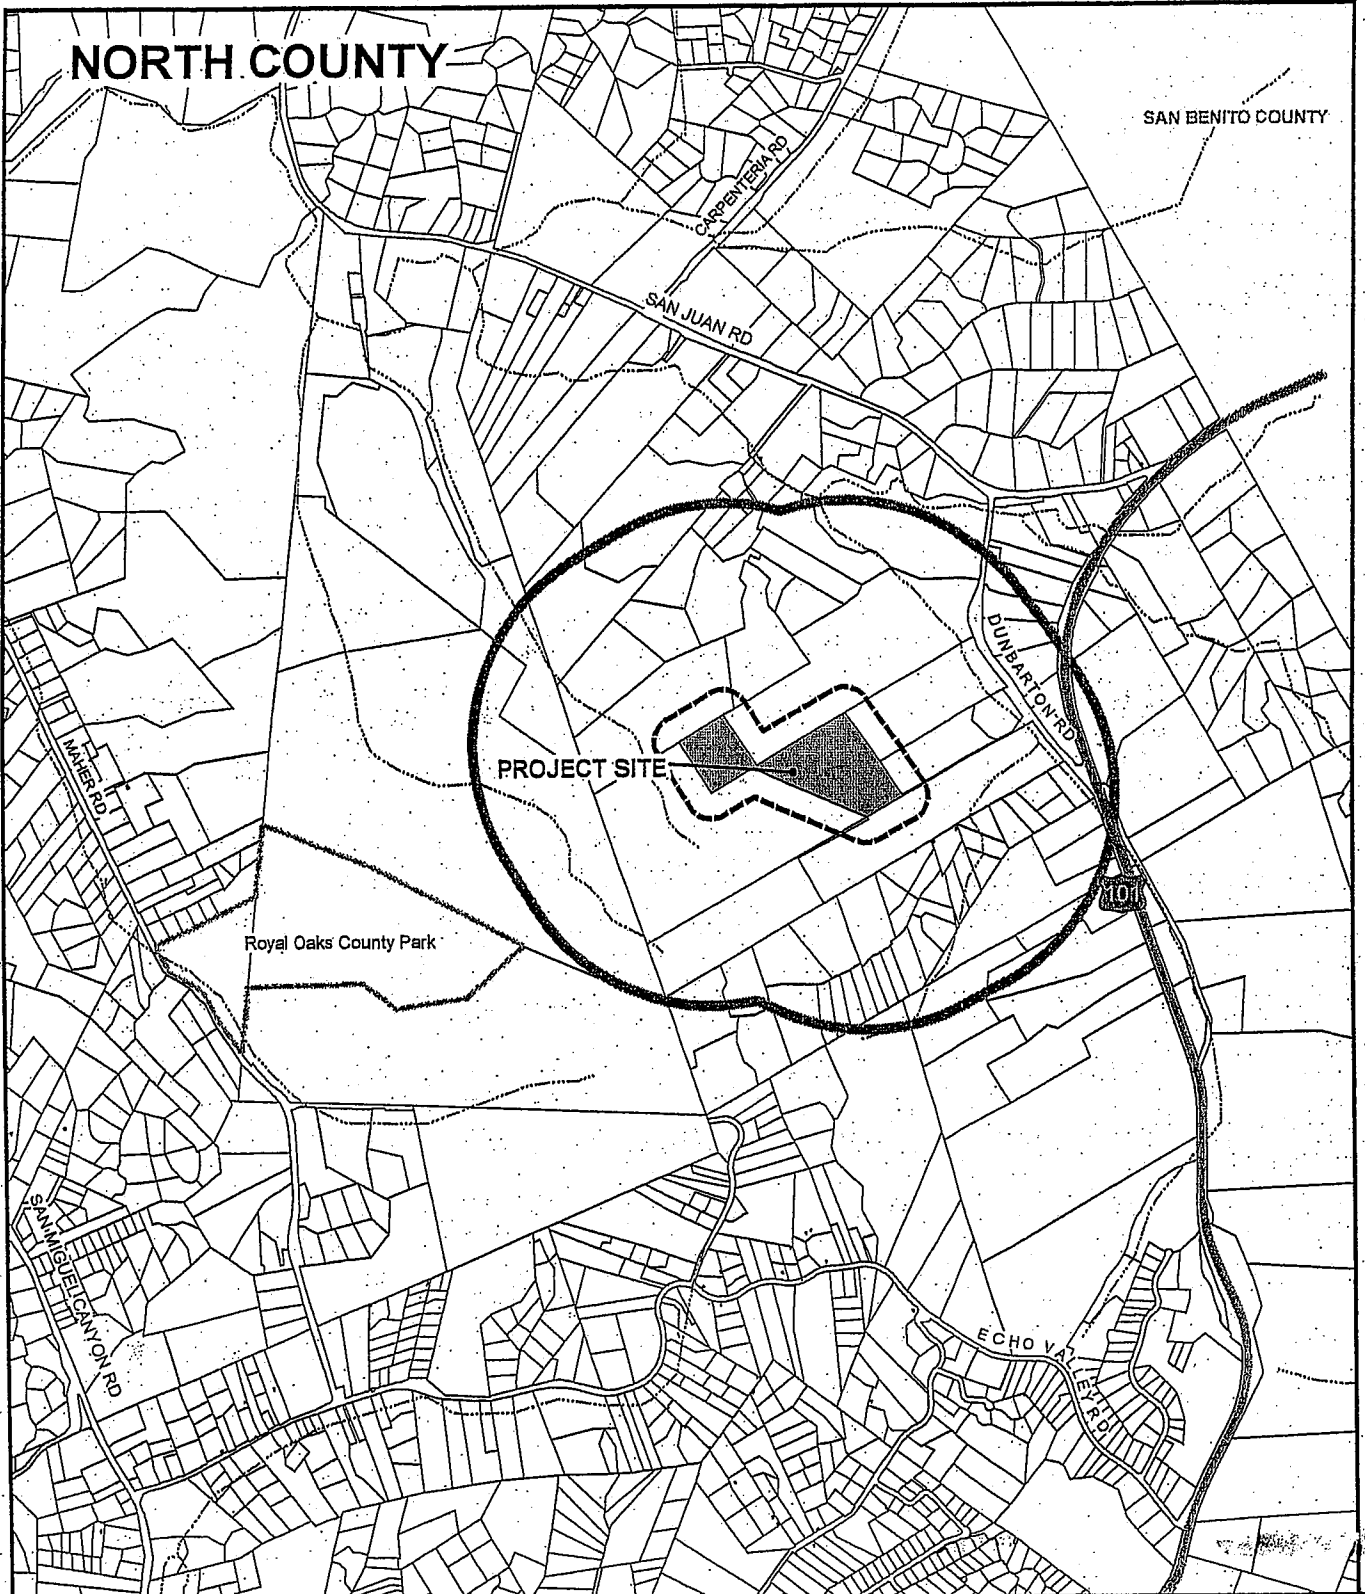 NORTH COUNTY
SAN BENITO COUNTY
CARPENTERIA RD
SAN JUAN RD
DUNBARTON RD
PROJECT SITE
MAHER RD
101
Royal Oaks County Park
SAN MIGUEL CANYON RD
ECHO VALLEY RD